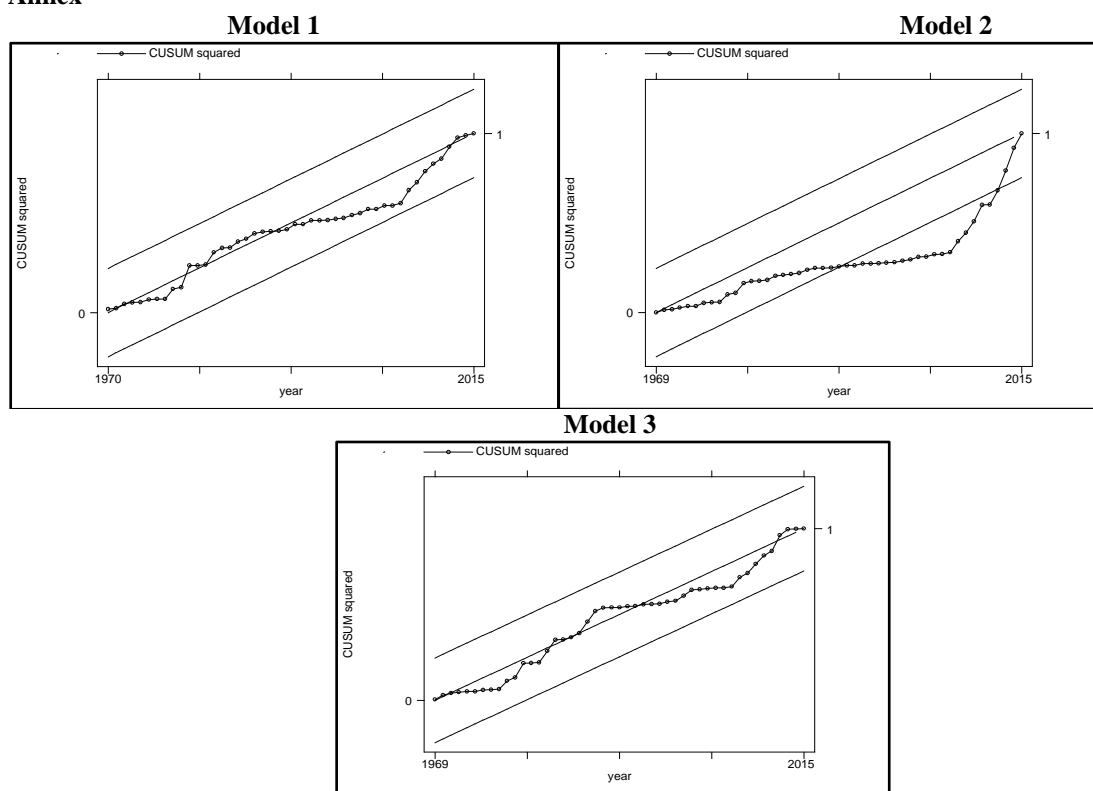 Annex
Model 1
Model 2
CUSUM squared
CUSUM squared
1
0
1970
2015
year
CUSUM squared
CUSUM squared
1
0
1969
2015
year
Model 3
CUSUM squared
CUSUM squared
1
0
1969
2015
year